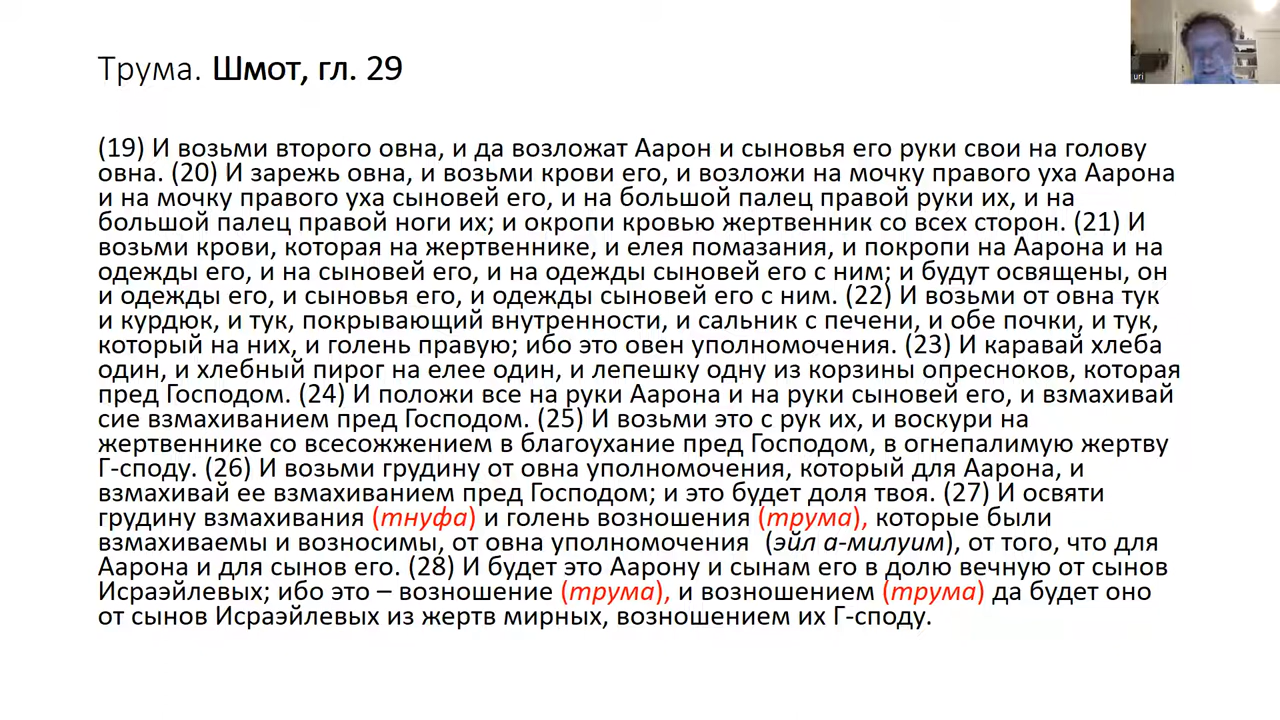 Трума. Шмот, гл. 29
uri
(19) И возьми второго овна, и да возложат Аарон и сыновья его руки свои на голову
овна. (20) И зарежь овна, и возьми крови его, и возложи на мочку правого уха Аарона
и на мочку правого уха сыновей его, и на большой палец правой руки их, и на
большой палец правой ноги их; и окропи кровью жертвенник со всех сторон. (21) И
возьми крови, которая на жертвеннике, и елея помазания, и покропи на Аарона и на
одежды его, и на сыновей его, и на одежды сыновей его с ним; и будут освящены, он
и одежды его, и сыновья его, и одежды сыновей его с ним. (22) И возьми от овна тук
и курдюк, и тук, покрывающий внутренности, и сальник с печени, и обе почки, и тук,
который на них, и голень правую; ибо это овен уполномочения. (23) И каравай хлеба
один, и хлебный пирог на елее один, и лепешку одну из корзины опресноков, которая
пред Господом. (24) И положи все на руки Аарона и на руки сыновей его, и взмахивай
сие взмахиванием пред Господом. (25) И возьми это с рук их, и воскури на
жертвеннике со всесожжением в благоухание пред Господом, в огнепалимую жертву
Г-споду. (26) И возьми грудину от овна уполномочения, который для Аарона, и
взмахивай ее взмахиванием пред Господом; и это будет доля твоя. (27) И освяти
грудину взмахивания (тнуфа) и голень возношения (трума), которые были
взмахиваемы и возносимы, от овна уполномочения (эйл а-милуим), от того, что для
Аарона и для сынов его. (28) И будет это Аарону и сынам его в долю вечную от сынов
Исраэйлевых; ибо это – возношение (трума), и возношением (трума) да будет оно
от сынов Исраэйлевых из жертв мирных, возношением их Г-споду.